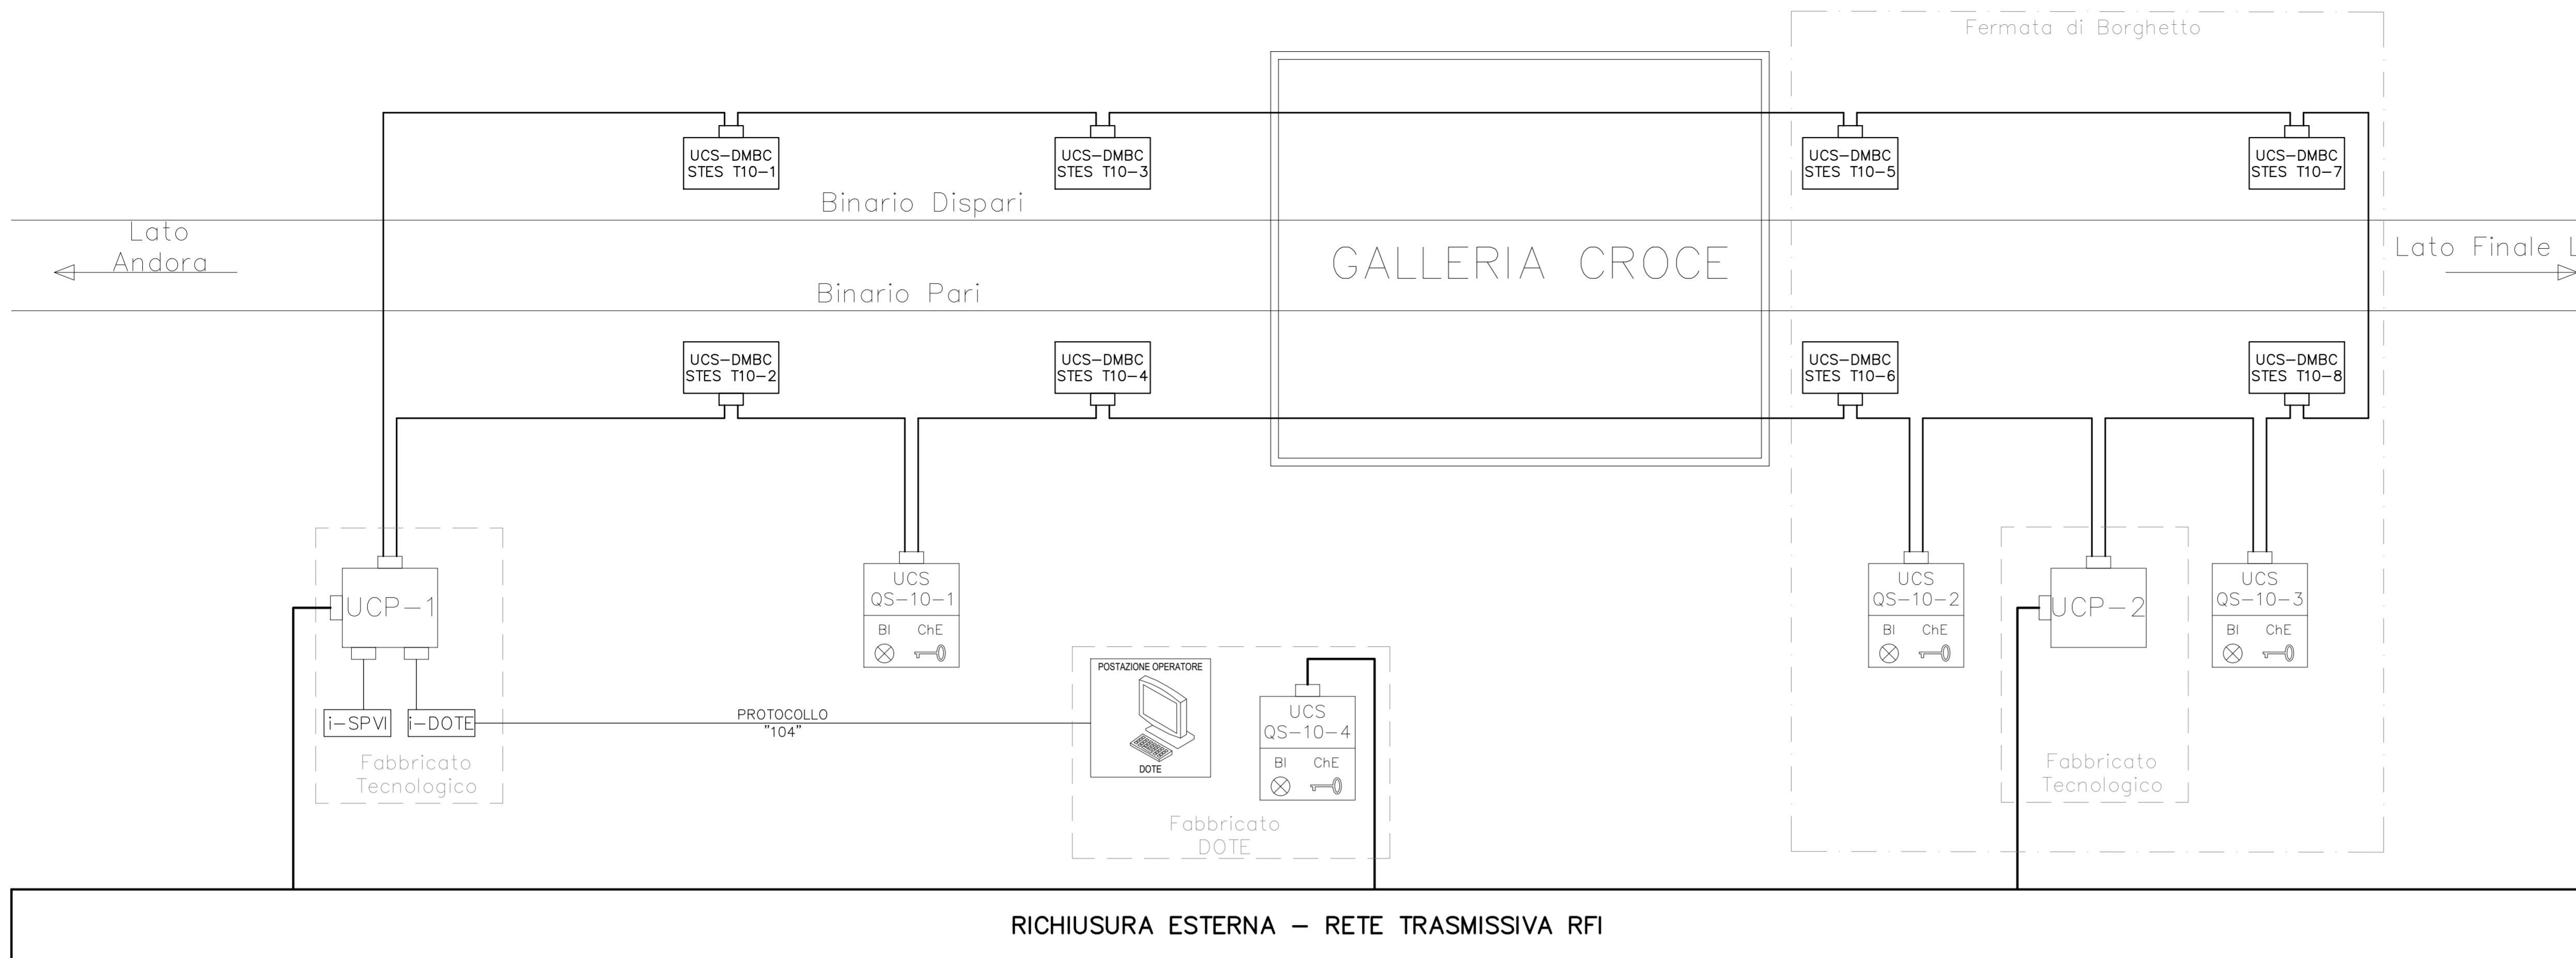 Fermata di Borghetto
UCS-DMBC
STES T10-1
UCS-DMBC
STES T10-3
UCS-DMBC
STES T10-5
UCS-DMBC
STES T10-7
Binario Dispari
Lato
Andora
GALLERIA CROCE
Lato Finale L
Binario Pari
UCS-DMBC
STES T10-2
UCS-DMBC
STES T10-4
UCS-DMBC
STES T10-6
UCS-DMBC
STES T10-8
UCP-1
UCS
QS-10-1
BI ChE
UCS
QS-10-2
BI ChE
UCP-2
UCS
QS-10-3
BI ChE
i-SPVI
i-DOTE
Fabbricato
Tecnologico
PROTOCOLLO
"104"
POSTAZIONE OPERATORE
DOTE
UCS
QS-10-4
BI ChE
Fabbricato
DOTE
Fabbricato
Tecnologico
RICHIUSURA ESTERNA - RETE TRASMISSIVA RFI